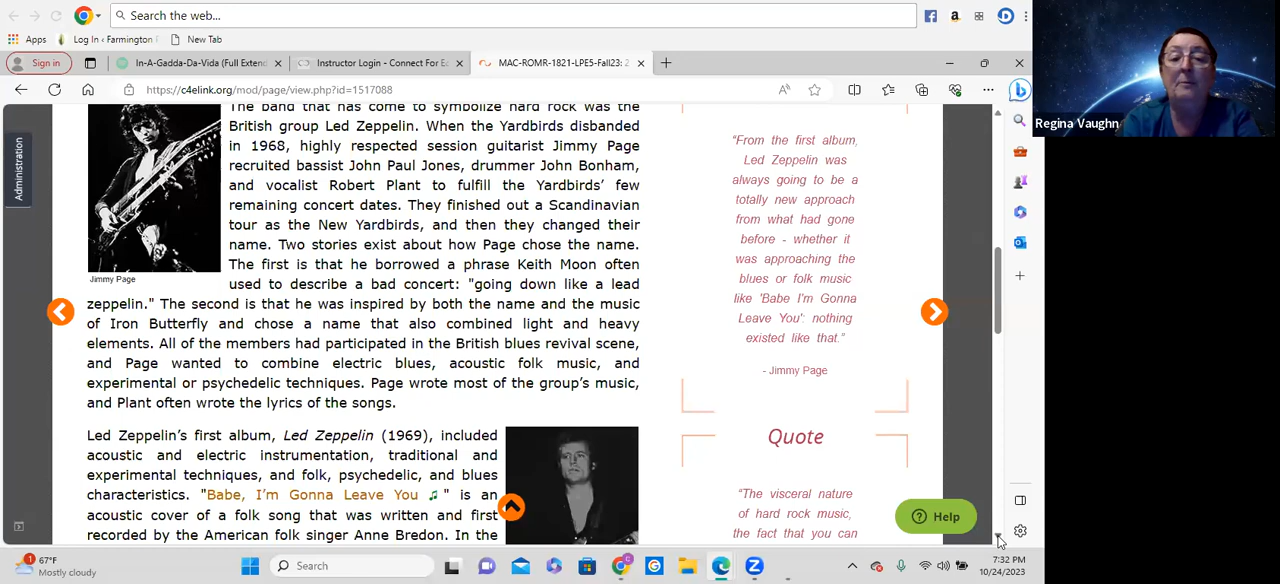 Search the web...
Apps
Log In ‹ Farmington
New Tab
Sign in
In-A-Gadda-Da-Vida (Full Extend
Instructor Login - Connect For E
MAC-ROMR-1821-LPE5-Fall23: 2
https://c4elink.org/mod/page/view.php?id=1517088
Regina Vaughn
Administration
The band that has come to symbolize hard rock was the
British group Led Zeppelin. When the Yardbirds disbanded
in 1968, highly respected session guitarist Jimmy Page
recruited bassist John Paul Jones, drummer John Bonham,
and vocalist Robert Plant to fulfill the Yardbirds’ few
remaining concert dates. They finished out a Scandinavian
tour as the New Yardbirds, and then they changed their
name. Two stories exist about how Page chose the name.
The first is that he borrowed a phrase Keith Moon often
Jimmy Page
used to describe a bad concert: "going down like a lead
zeppelin." The second is that he was inspired by both the name and the music
of Iron Butterfly and chose a name that also combined light and heavy
elements. All of the members had participated in the British blues revival scene,
and Page wanted to combine electric blues, acoustic folk music, and
experimental or psychedelic techniques. Page wrote most of the group’s music,
and Plant often wrote the lyrics of the songs.
Led Zeppelin’s first album, Led Zeppelin (1969), included
acoustic and electric instrumentation, traditional and
experimental techniques, and folk, psychedelic, and blues
characteristics. "Babe, I’m Gonna Leave You ♫ " is an
acoustic cover of a folk song that was written and first
recorded by the American folk singer Anne Bredon. In the
“From the first album,
Led Zeppelin was
always going to be a
totally new approach
from what had gone
before - whether it
was approaching the
blues or folk music
like 'Babe I’m Gonna
Leave You': nothing
existed like that.”
- Jimmy Page
Quote
“The visceral nature
of hard rock music,
the fact that you can
Help
67°F
Mostly cloudy
Search
7:32 PM
10/24/2023